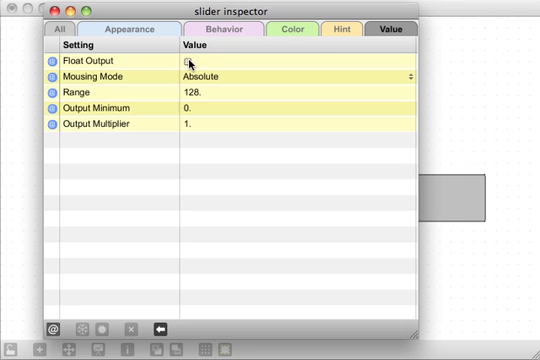 slider inspector
All Appearance Behavior Color Hint Value
Setting Value
Float Output
Mousing Mode Absolute
Range 128.
Output Minimum 0.
Output Multiplier 1.